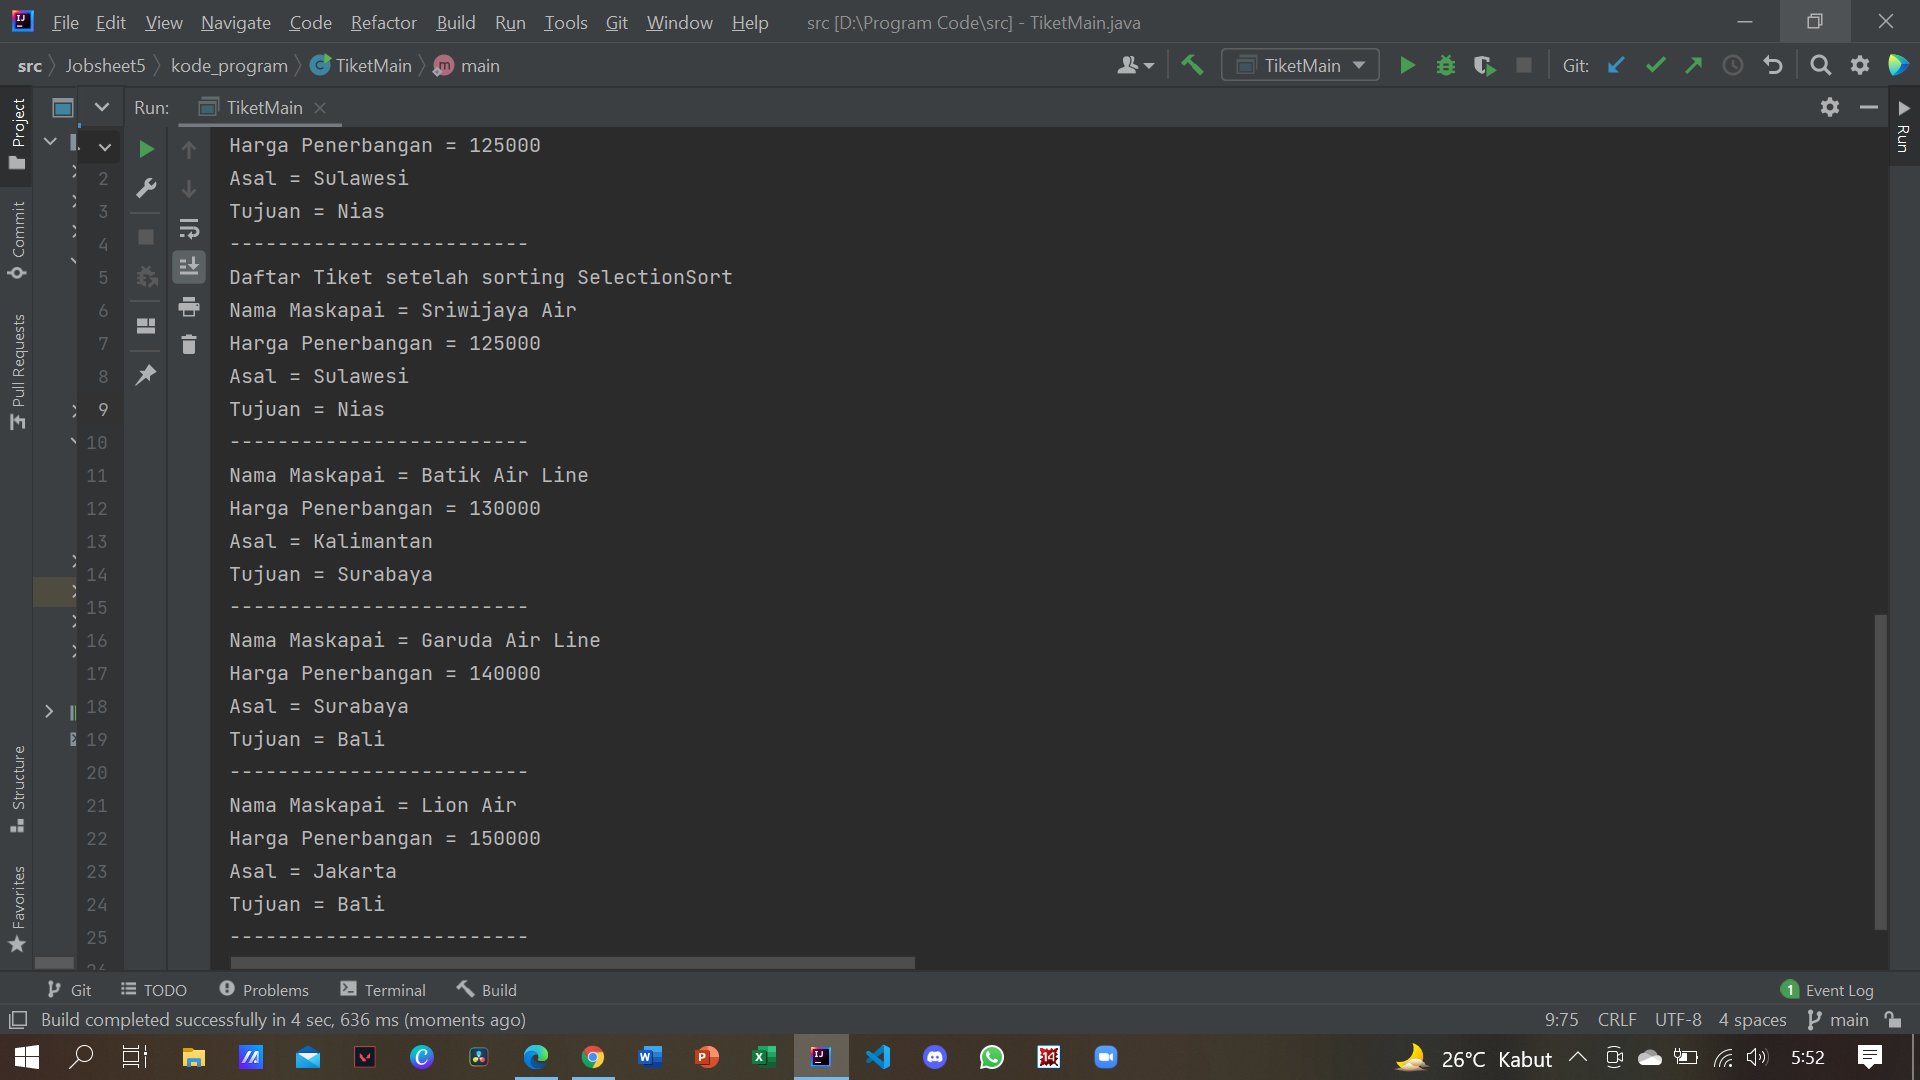 File Edit View Navigate Code Refactor Build Run Tools Git Window Help src [D:\Program Code\src] - TiketMain.java
src Jobsheet5 kode_program TiketMain main TiketMain Git:
Project
Commit
Pull Requests
Structure
Favorites
Run
Run: TiketMain
Harga Penerbangan = 125000
2 Asal = Sulawesi
3 Tujuan = Nias
4 -------------------------
5 Daftar Tiket setelah sorting SelectionSort
6 Nama Maskapai = Sriwijaya Air
7 Harga Penerbangan = 125000
8 Asal = Sulawesi
9 Tujuan = Nias
10 -------------------------
11 Nama Maskapai = Batik Air Line
12 Harga Penerbangan = 130000
13 Asal = Kalimantan
14 Tujuan = Surabaya
15 -------------------------
16 Nama Maskapai = Garuda Air Line
17 Harga Penerbangan = 140000
18 Asal = Surabaya
19 Tujuan = Bali
20 -------------------------
21 Nama Maskapai = Lion Air
22 Harga Penerbangan = 150000
23 Asal = Jakarta
24 Tujuan = Bali
25 -------------------------
Git TODO Problems Terminal Build 1 Event Log
Build completed successfully in 4 sec, 636 ms (moments ago) 9:75 CRLF UTF-8 4 spaces main
26°C Kabut 5:52